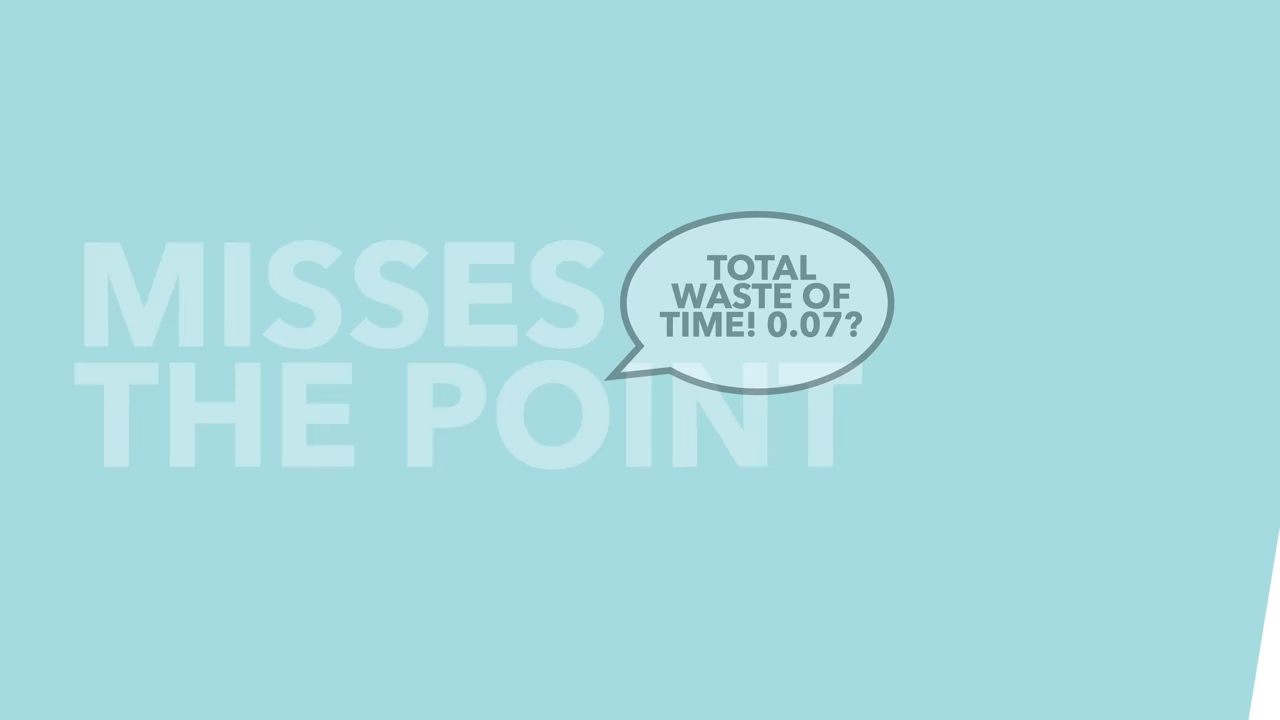 MISSES
THE POINT
TOTAL
WASTE OF
TIME! 0.07?